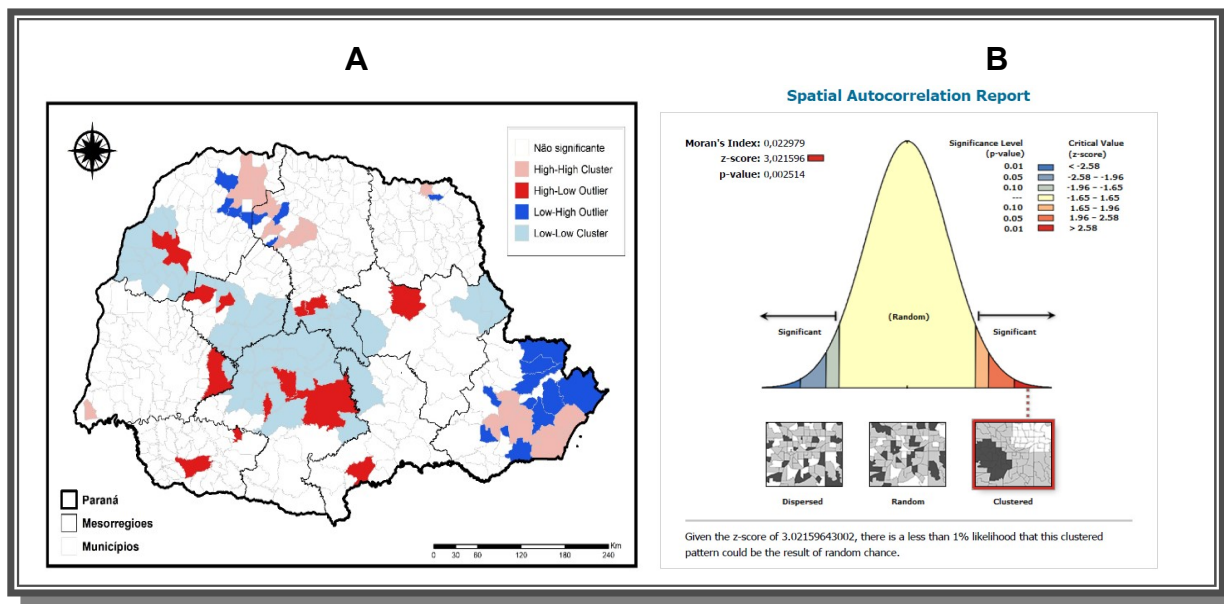 A
B
Não significante
High-High Cluster
High-Low Outlier
Low-High Outlier
Low-Low Cluster
Paraná
Mesorregioes
Municípios
Km
0 30 60 120 180 240
Spatial Autocorrelation Report
Moran's Index: 0,022979
z-score: 3,021596
p-value: 0,002514
Significance Level
(p-value)
Critical Value
(z-score)
0.01 < -2.58
0.05 -2.58 – -1.96
0.10 -1.96 – -1.65
--- -1.65 – 1.65
0.10 1.65 – 1.96
0.05 1.96 – 2.58
0.01 > 2.58
(Random)
Significant
Significant
Dispersed
Random
Clustered
Given the z-score of 3.02159643002, there is a less than 1% likelihood that this clustered
pattern could be the result of random chance.